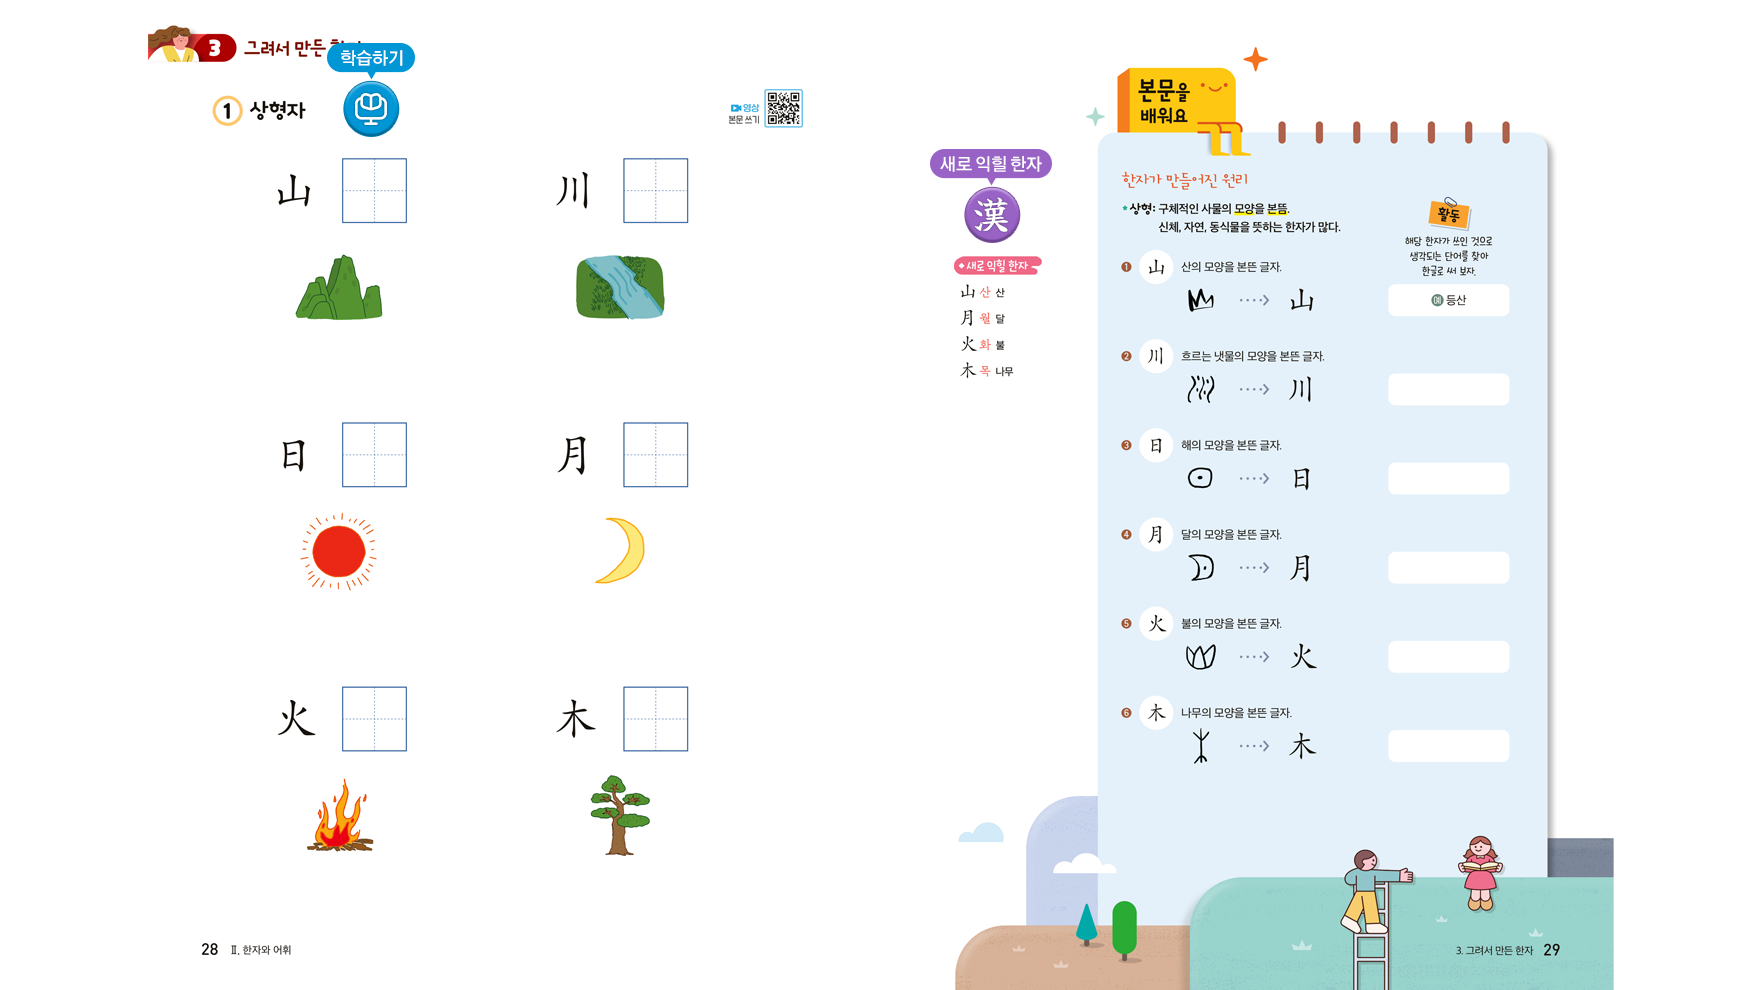 3 그려서 만든
학습하기
1 상형자
영상
본문 쓰기
山
川
日
月
火
木
28 Ⅱ. 한자와 어휘
본문을
배워요
새로 익힐 한자
漢
새로 익힐 한자
山 산 산
月 월 달
火 화 불
木 목 나무
한자가 만들어진 원리
* 상형: 구체적인 사물의 모양을 본뜸.
신체, 자연, 동식물을 뜻하는 한자가 많다.
활동
해당 한자가 쓰인 것으로
생각되는 단어를 찾아
한글로 써 보자.
1 山 산의 모양을 본뜬 글자.
山
예 등산
2 川 흐르는 냇물의 모양을 본뜬 글자.
川
3 日 해의 모양을 본뜬 글자.
日
4 月 달의 모양을 본뜬 글자.
月
5 火 불의 모양을 본뜬 글자.
火
6 木 나무의 모양을 본뜬 글자.
木
3. 그려서 만든 한자 29